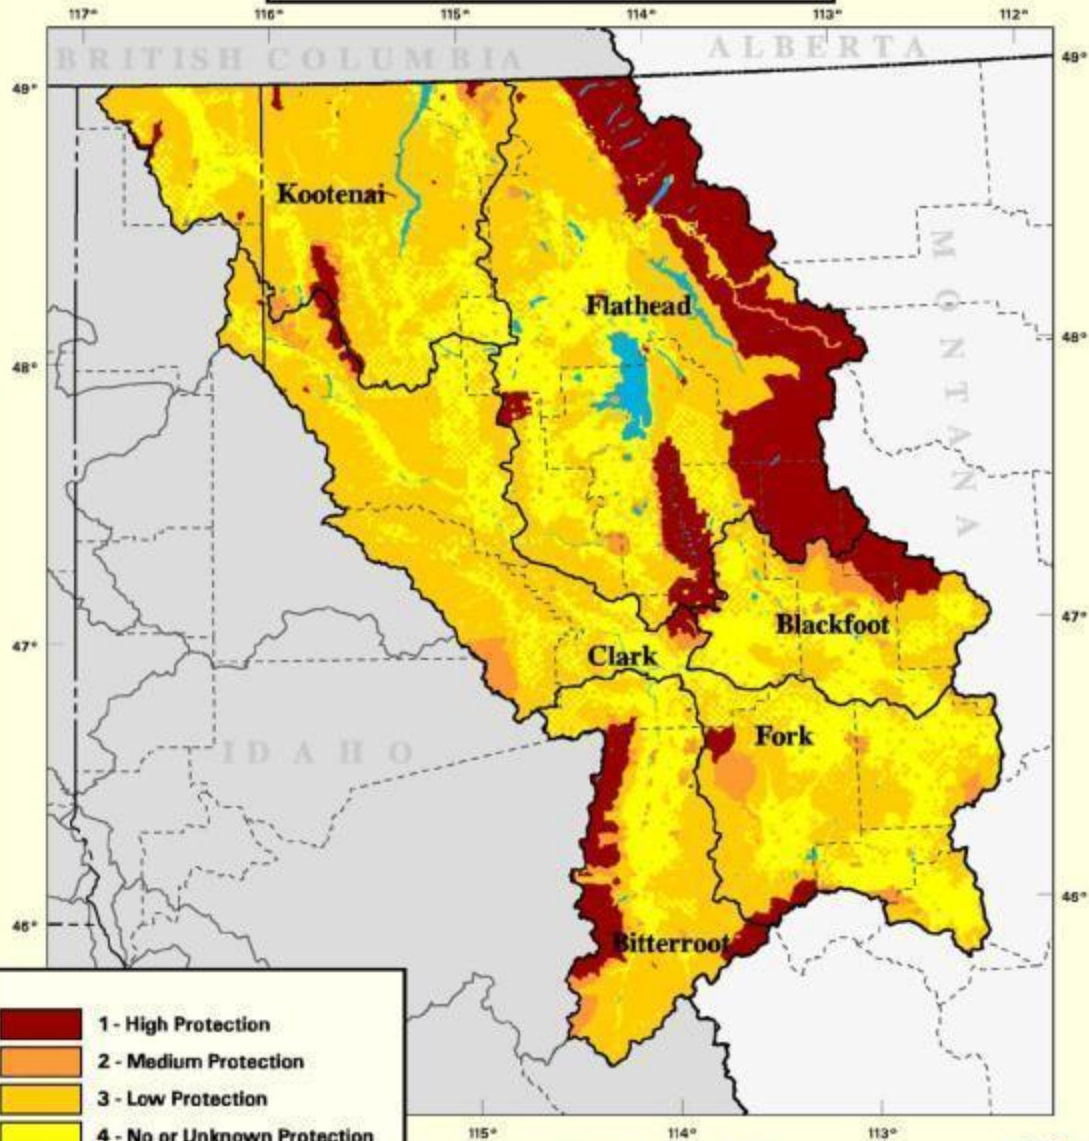 117° 116° 115° 114° 113° 112°
BRITISH COLUMBIA ALBERTA
49° 49°
Kootenai
MONTANA
Flathead
48° 48°
47° 47°
Blackfoot
Clark
Fork
IDAHO
46° 46°
Bitterroot
1 - High Protection
2 - Medium Protection
3 - Low Protection
4 - No or Unknown Protection
115° 114° 113°